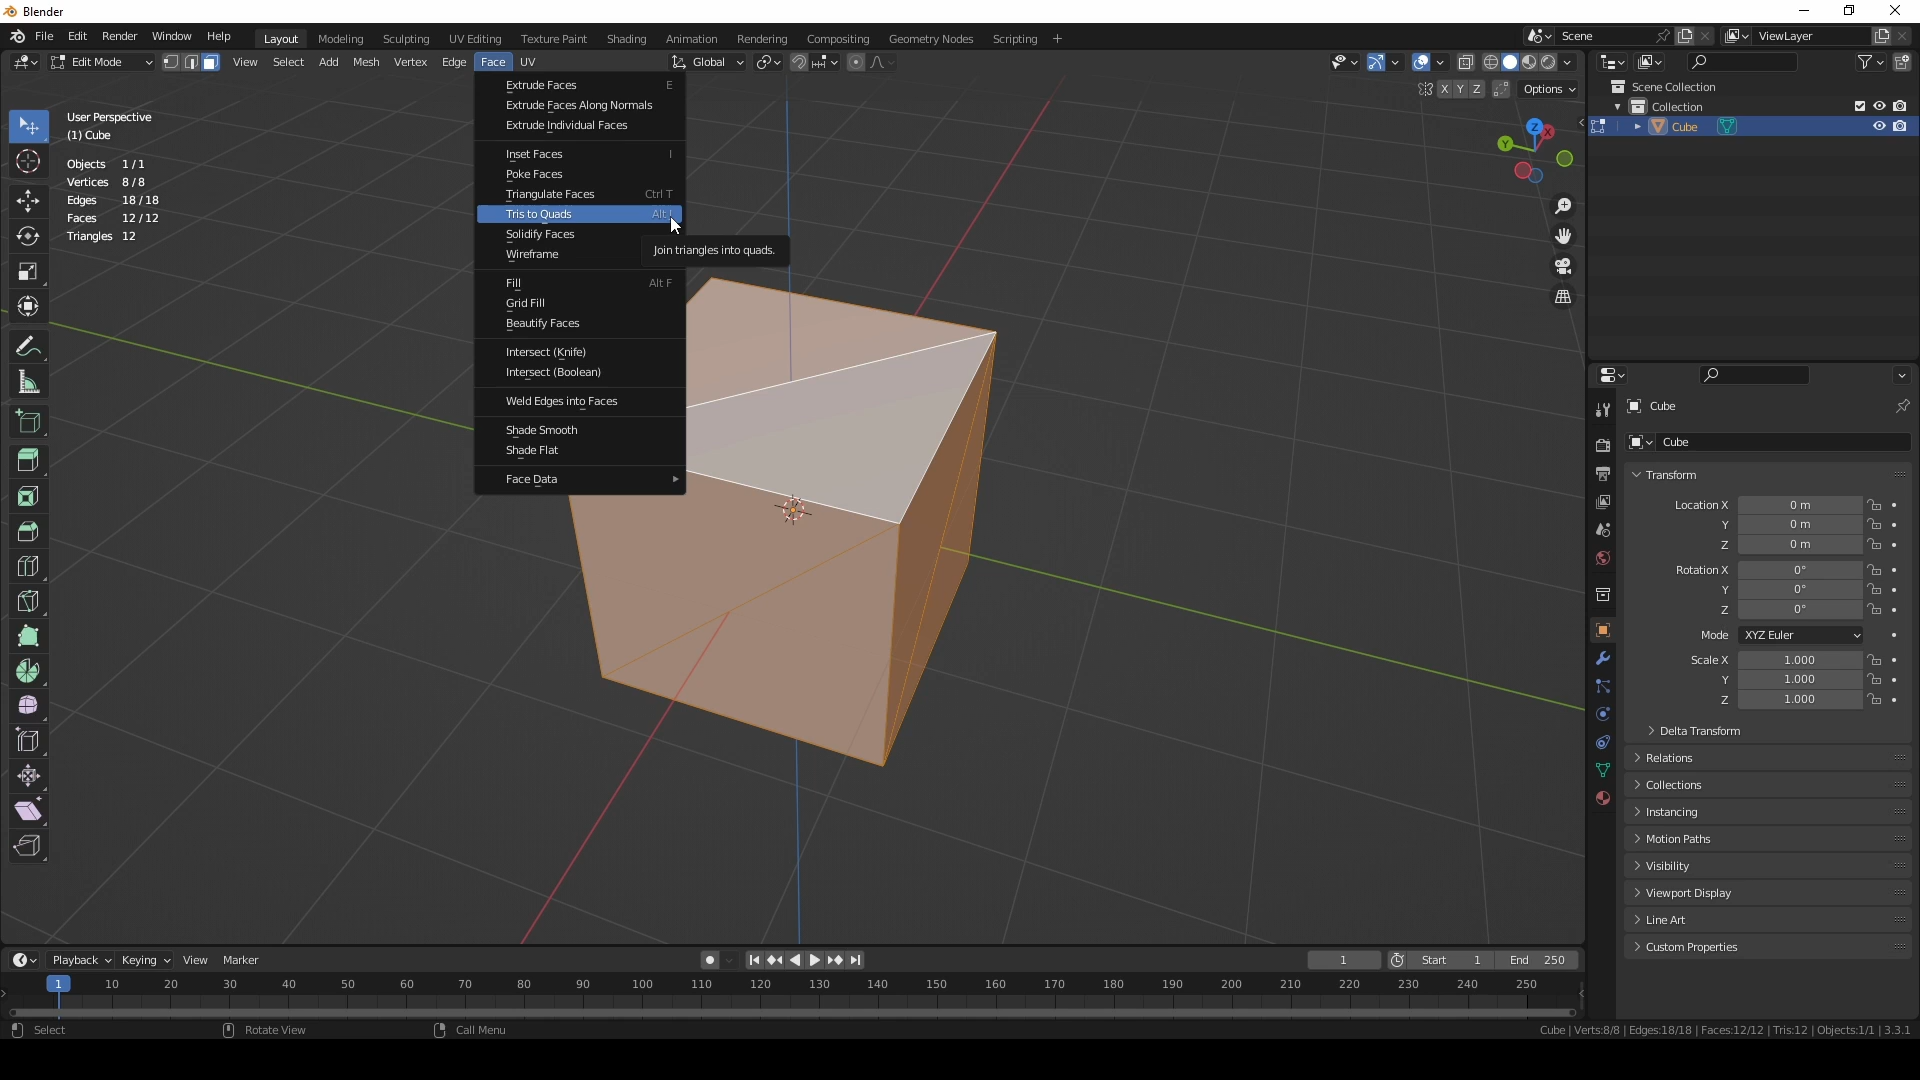 Blender
File Edit Render Window Help Layout Modeling Sculpting UV Editing Texture Paint Shading Animation Rendering Compositing Geometry Nodes Scripting + Scene ViewLayer
Edit Mode View Select Add Mesh Vertex Edge Face UV Global
X Y Z Options
User Perspective
(1) Cube
Objects 1/1
Vertices 8/8
Edges 18/18
Faces 12/12
Triangles 12
Extrude Faces E
Extrude Faces Along Normals
Extrude Individual Faces
Inset Faces I
Poke Faces
Triangulate Faces Ctrl T
Tris to Quads Alt
Solidify Faces
Wireframe
Join triangles into quads.
Fill Alt F
Grid Fill
Beautify Faces
Intersect (Knife)
Intersect (Boolean)
Weld Edges into Faces
Shade Smooth
Shade Flat
Face Data
Z X
Y
Scene Collection
Collection
Cube
Cube
Cube
Transform
Location X 0 m
Y 0 m
Z 0 m
Rotation X 0°
Y 0°
Z 0°
Mode XYZ Euler
Scale X 1.000
Y 1.000
Z 1.000
Delta Transform
Relations
Collections
Instancing
Motion Paths
Visibility
Viewport Display
Line Art
Custom Properties
Playback Keying View Marker 1 Start 1 End 250
1 10 20 30 40 50 60 70 80 90 100 110 120 130 140 150 160 170 180 190 200 210 220 230 240 250
Select Rotate View Call Menu Cube | Verts:8/8 | Edges:18/18 | Faces:12/12 | Tris:12 | Objects:1/1 | 3.3.1